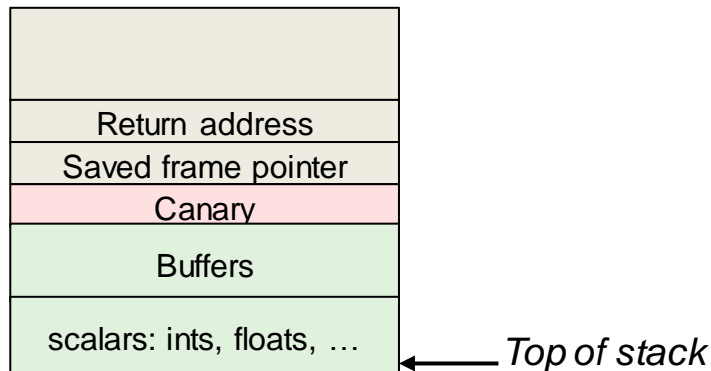 Return address
Saved frame pointer
Canary
Buffers
scalars: ints, floats, …
Top of stack